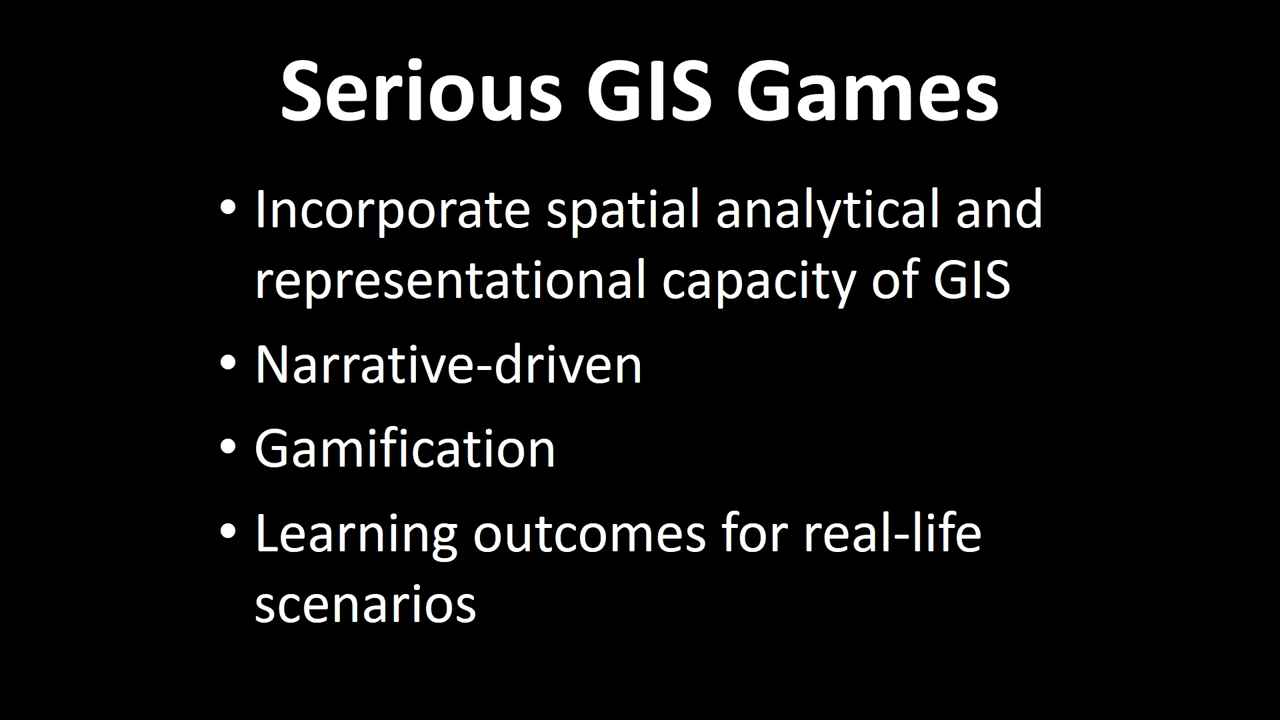 Serious GIS Games
• Incorporate spatial analytical and
representational capacity of GIS
• Narrative-driven
• Gamification
• Learning outcomes for real-life
scenarios